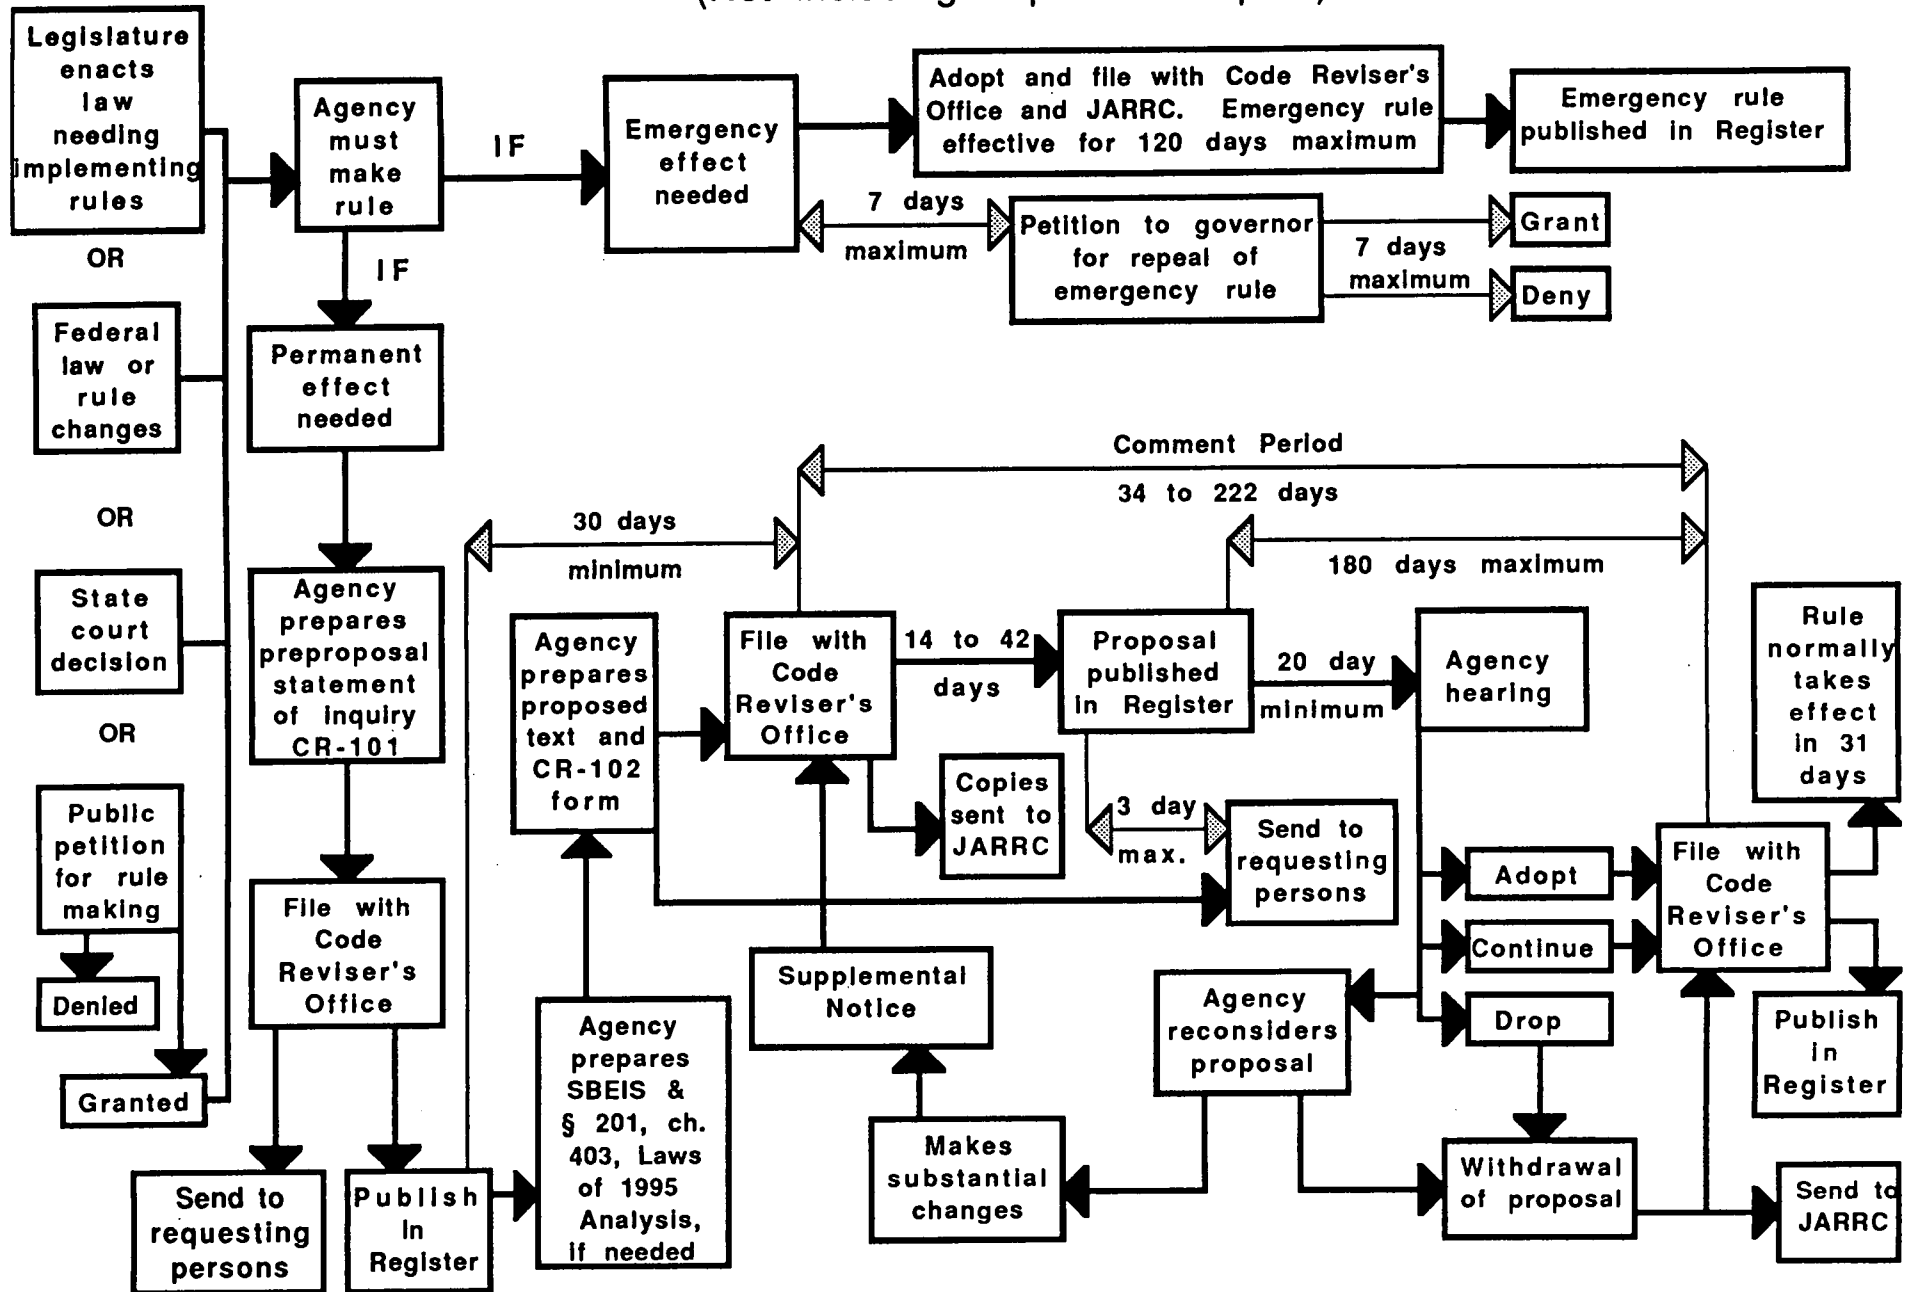 Legislature
enacts
law
needing
implementing
rules
OR
Federal
law or
rule
changes
OR
State
court
decision
OR
Public
petition
for rule
making
Denied
Granted
Agency
must
make
rule
IF
IF
Emergency
effect
needed
Adopt and file with Code Reviser's
Office and JARRC. Emergency rule
effective for 120 days maximum
Emergency rule
published in Register
7 days
maximum
Petition to governor
for repeal of
emergency rule
7 days
maximum
Grant
Deny
Permanent
effect
needed
Agency
prepares
preproposal
statement
of inquiry
CR-101
File with
Code
Reviser's
Office
Send to
requesting
persons
Publish
In
Register
30 days
minimum
Agency
prepares
SBEIS &
§ 201, ch.
403, Laws
of 1995
Analysis,
if needed
Agency
prepares
proposed
text and
CR-102
form
File with
Code
Reviser's
Office
Comment Period
34 to 222 days
180 days maximum
14 to 42
days
Proposal
published
in Register
20 day
minimum
Agency
hearing
Copies
sent to
JARRC
3 day
max.
Send to
requesting
persons
Supplemental
Notice
Makes
substantial
changes
Agency
reconsiders
proposal
Adopt
Continue
Drop
Withdrawal
of proposal
File with
Code
Reviser's
Office
Rule
normally
takes
effect
in 31
days
Publish
in
Register
Send to
JARRC